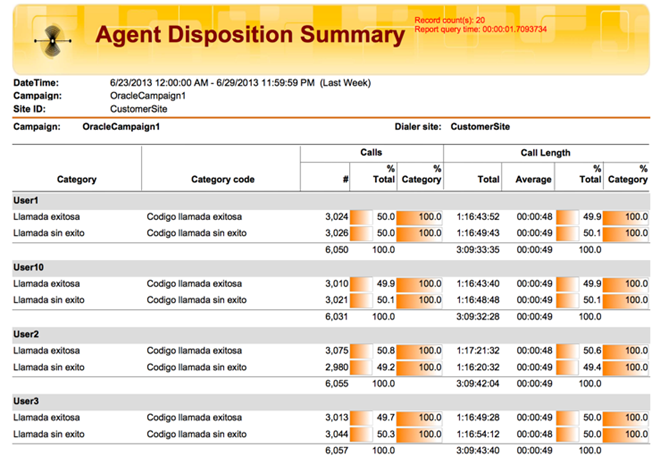 Agent Disposition Summary
Record count(s): 20
Report query time: 00:00:01.7093734
DateTime: 6/23/2013 12:00:00 AM - 6/29/2013 11:59:59 PM (Last Week)
Campaign: OracleCampaign1
Site ID: CustomerSite
Campaign: OracleCampaign1 Dialer site: CustomerSite
Calls Call Length
% % % %
Category Category code # Total Category Total Average Total Category
User1
Llamada exitosa Codigo llamada exitosa 3,024 50.0 100.0 1:16:43:52 00:00:48 49.9 100.0
Llamada sin exito Codigo llamada sin exito 3,026 50.0 100.0 1:16:49:43 00:00:49 50.1 100.0
6,050 100.0 3:09:33:35 00:00:49 100.0
User10
Llamada exitosa Codigo llamada exitosa 3,010 49.9 100.0 1:16:43:40 00:00:49 49.9 100.0
Llamada sin exito Codigo llamada sin exito 3,021 50.1 100.0 1:16:48:48 00:00:49 50.1 100.0
6,031 100.0 3:09:32:28 00:00:49 100.0
User2
Llamada exitosa Codigo llamada exitosa 3,075 50.8 100.0 1:17:21:32 00:00:48 50.6 100.0
Llamada sin exito Codigo llamada sin exito 2,980 49.2 100.0 1:16:20:32 00:00:49 49.4 100.0
6,055 100.0 3:09:42:04 00:00:49 100.0
User3
Llamada exitosa Codigo llamada exitosa 3,013 49.7 100.0 1:16:49:28 00:00:49 50.0 100.0
Llamada sin exito Codigo llamada sin exito 3,044 50.3 100.0 1:16:54:12 00:00:48 50.0 100.0
6,057 100.0 3:09:43:40 00:00:49 100.0